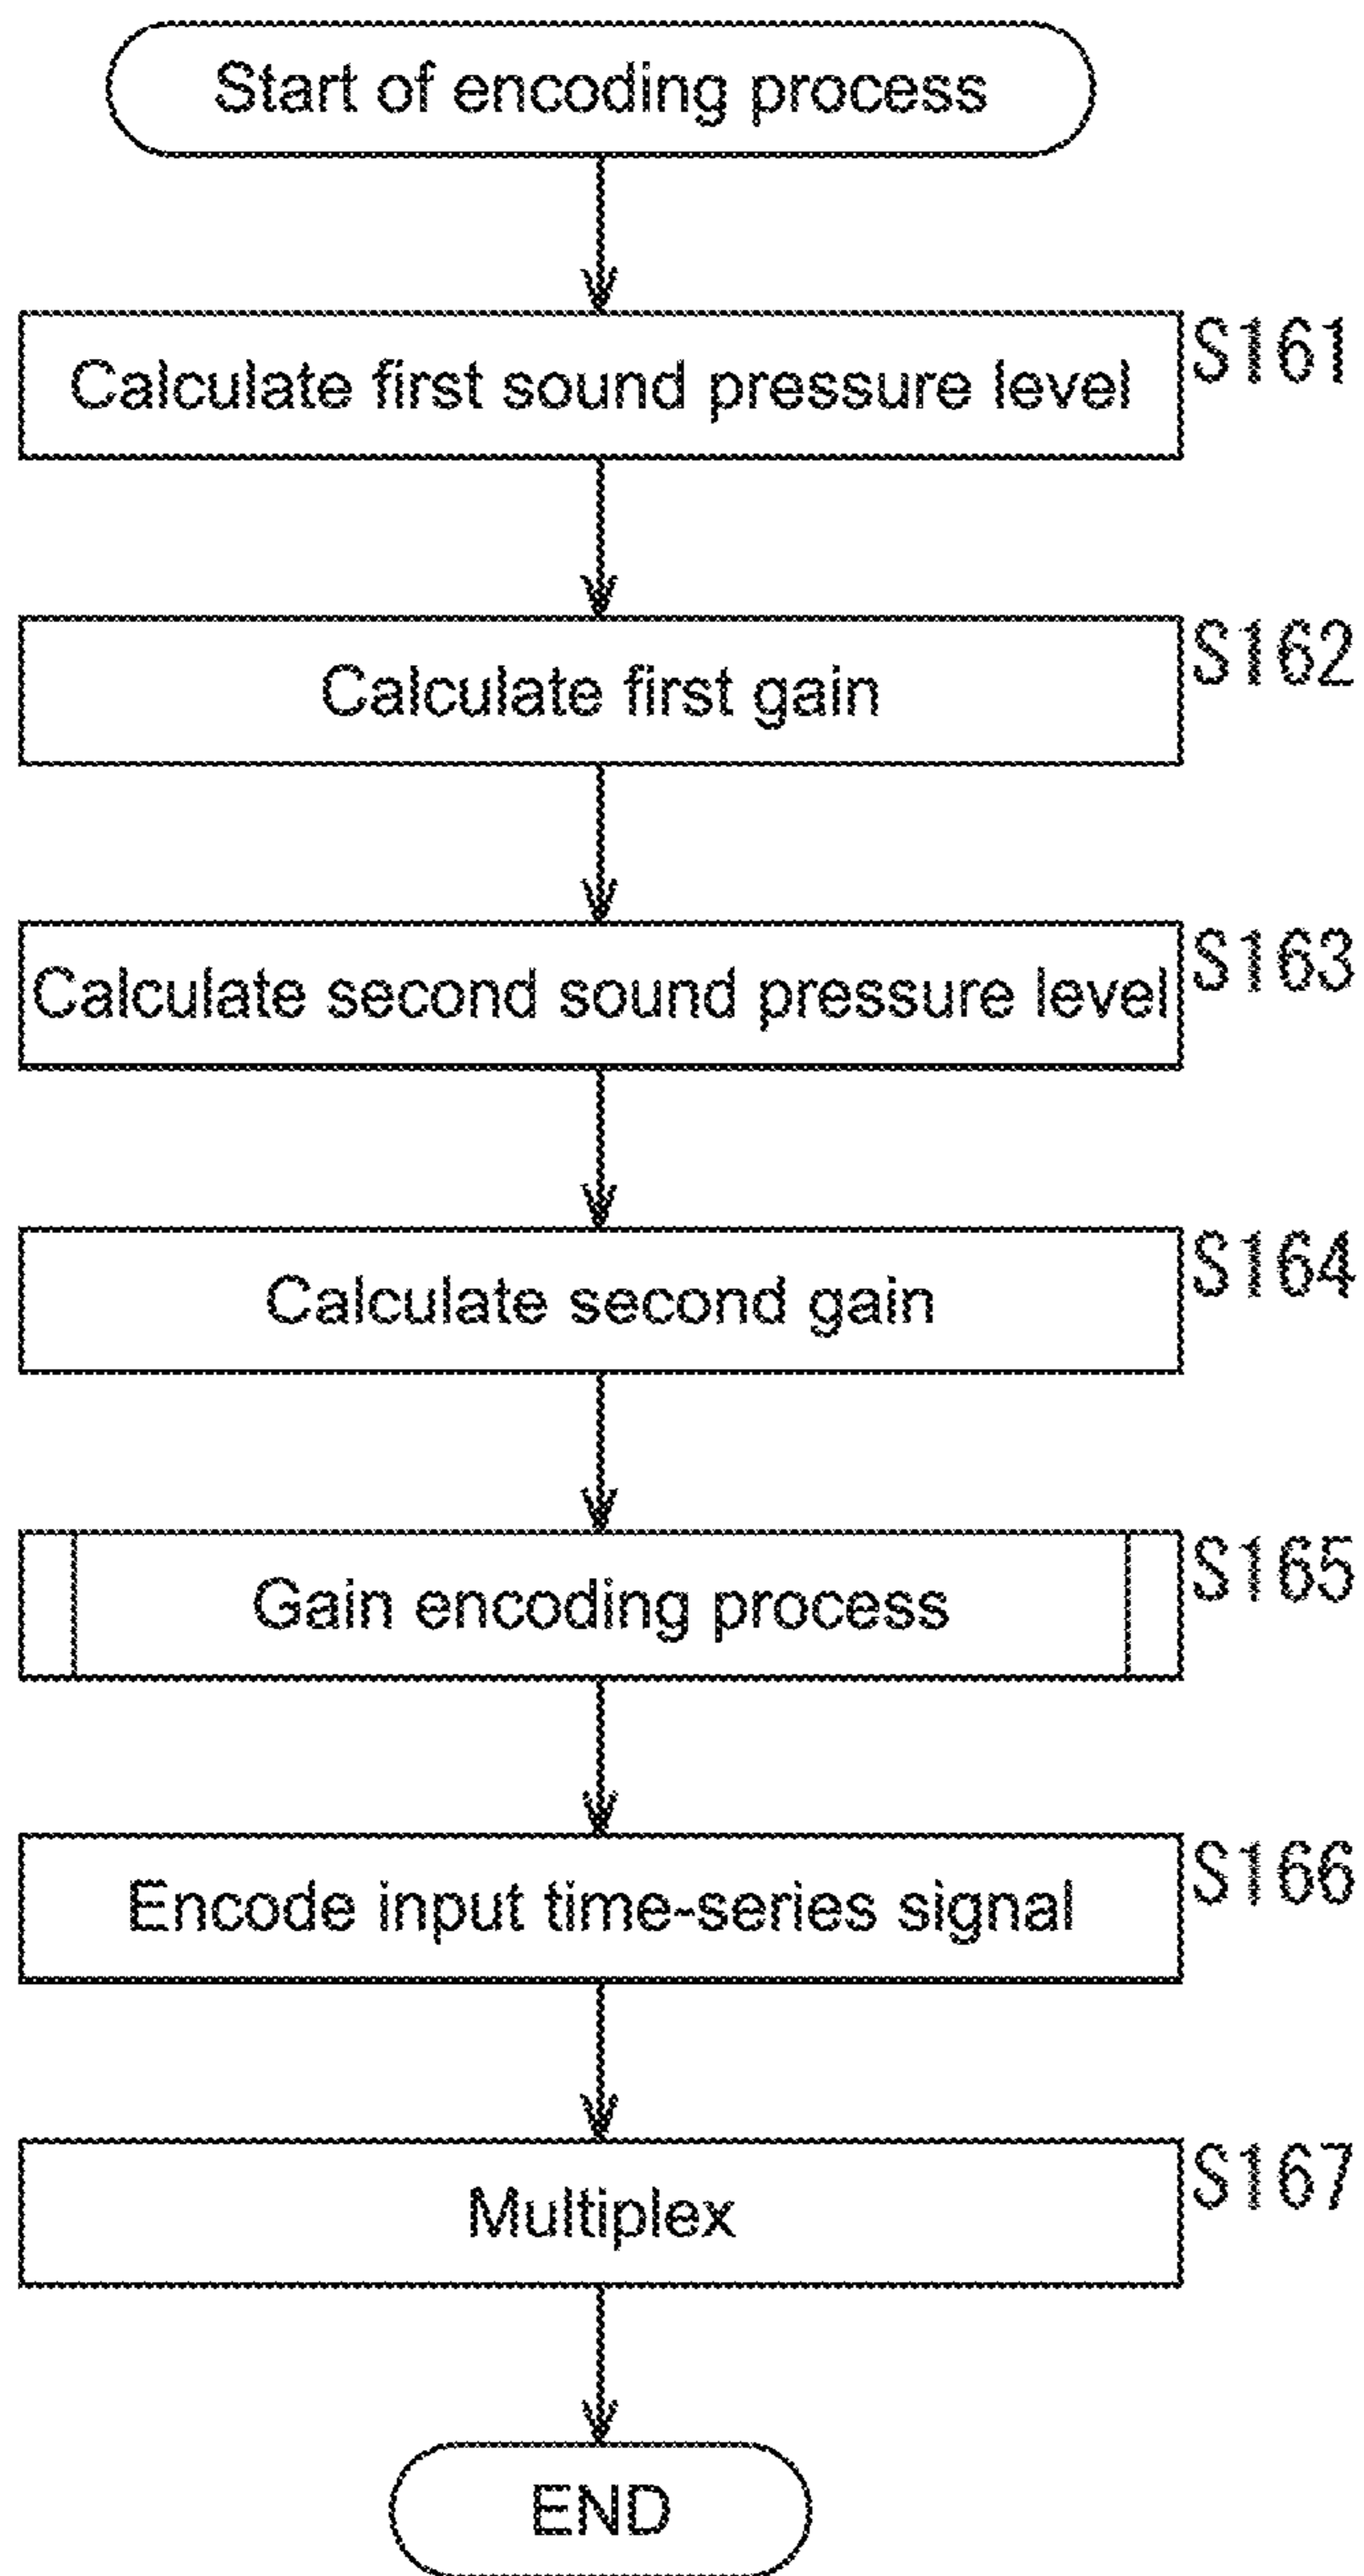 Start of encoding process
Calculate first sound pressure level
S161
Calculate first gain
S162
Calculate second sound pressure level
S163
Calculate second gain
S164
Gain encoding process
S165
Encode input time-series signal
S166
Multiplex
S167
END